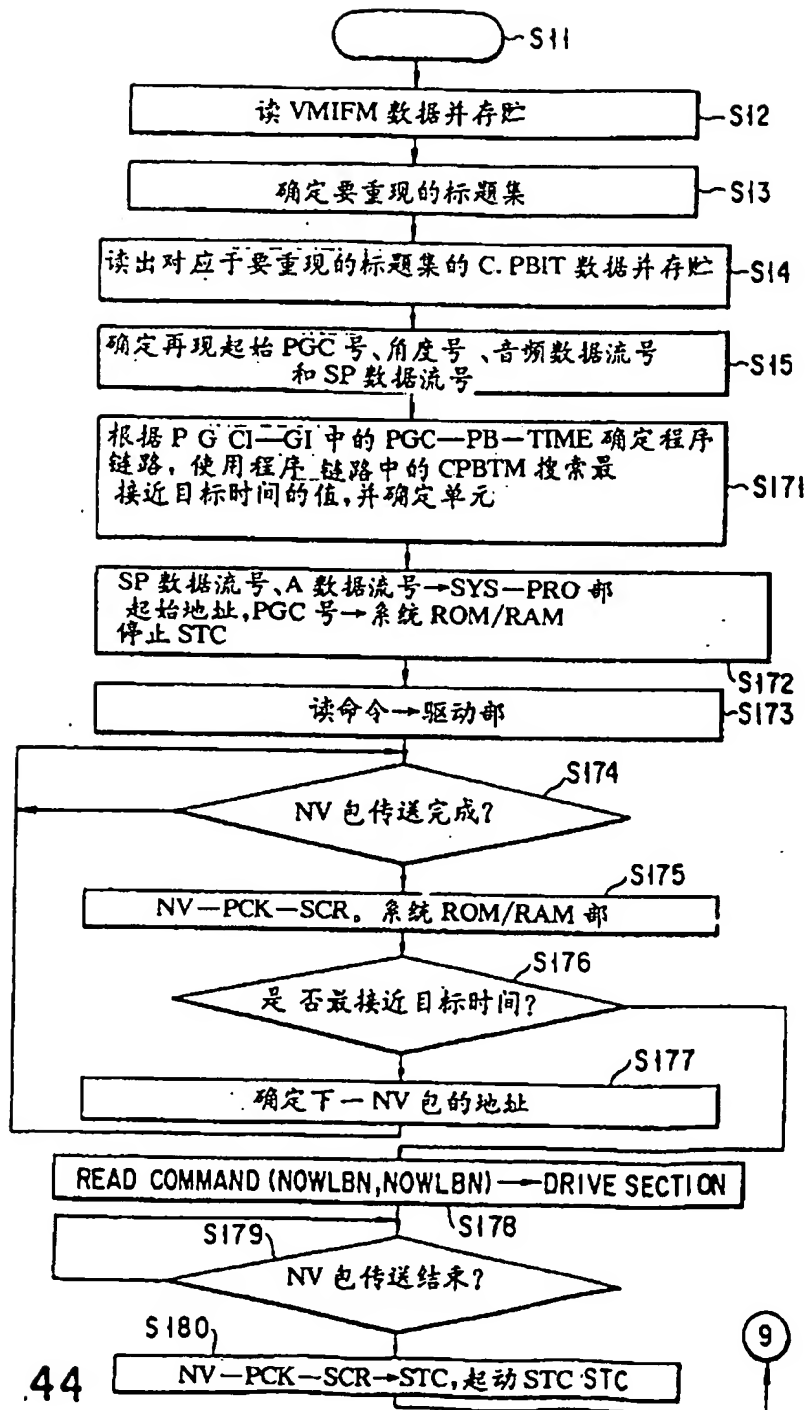 S11
读 VMIFM 数据并存贮
S12
确定要重现的标题集
S13
读出对应于要重现的标题集的 C. PBIT 数据并存贮
S14
确定再现起始 PGC 号、角度号、音频数据流号
和 SP 数据流号
S15
根据 P G CI—GI 中的 PGC—PB—TIME 确定程序
链路，使用程序链路中的 CPBTM 搜索最
接近目标时间的值,并确定单元
S171
SP 数据流号、A 数据流号→SYS—PRO 部
起始地址,PGC 号→系统 ROM/RAM
停止 STC
S172
读命令→驱动部
S173
S174
NV 包传送完成?
S175
NV—PCK—SCR。系统 ROM/RAM 部
S176
是否最接近目标时间?
S177
确定下一 NV 包的地址
READ COMMAND (NOWLBN,NOWLBN)→DRIVE SECTION
S178
S179
NV 包传送结束?
S180
9
NV—PCK—SCR→STC,起动 STC STC
.44